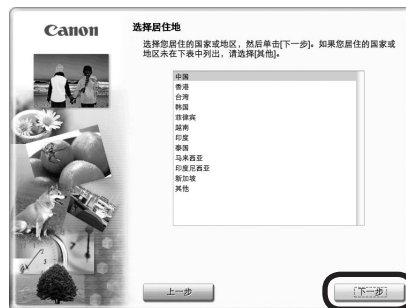 Canon
选择居住地
选择您居住的国家或地区，然后单击[下一步]。如果您居住的国家或
地区未在下表中列出，请选择[其他]。
中国
香港
台湾
韩国
菲律宾
越南
印度
泰国
马来西亚
印度尼西亚
新加坡
其他
上一步
下一步